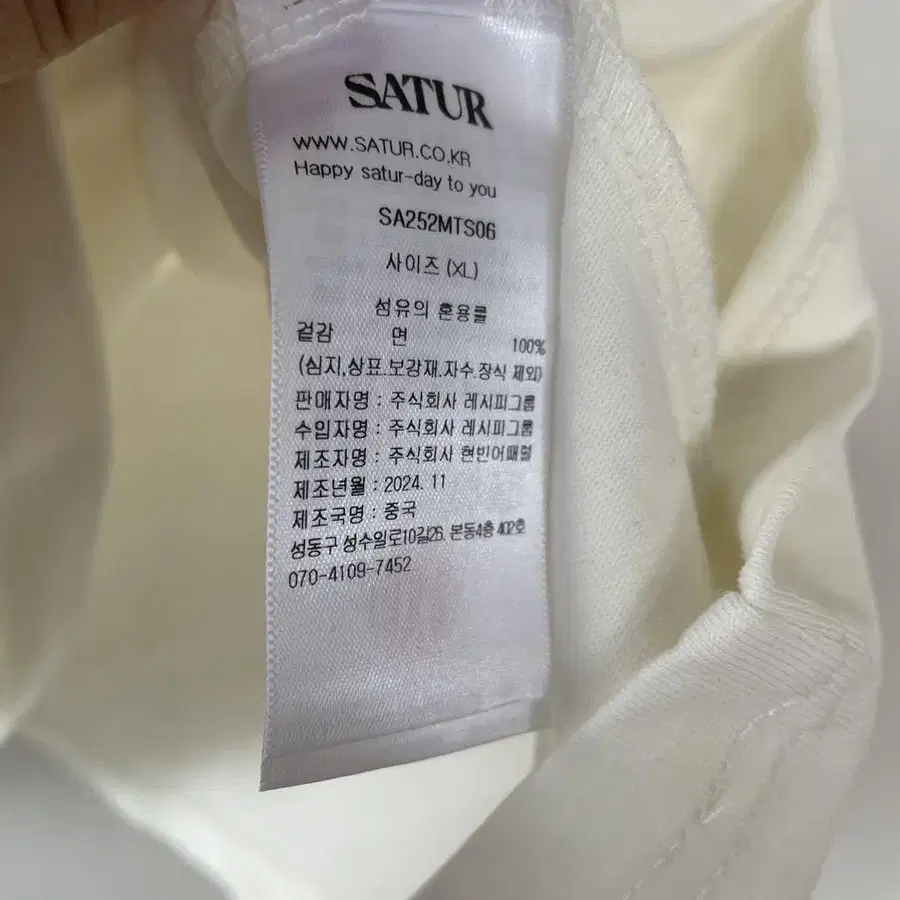 SATUR
WWW.SATUR.CO.KR
Happy satur-day to you
SA252MTS06
사이즈 (XL)
섬유의 혼용률
겉감 면 100%
(심지,상표.보강재.자수.장식 제외)
판매자명 : 주식회사 레시피그룹
수입자명 : 주식회사 레시피그룹
제조자명 : 주식회사 현빈어패럴
제조년월 : 2024. 11
제조국명 : 중국
성동구 성수일로10길26. 본동4층 402호
070-4109-7452